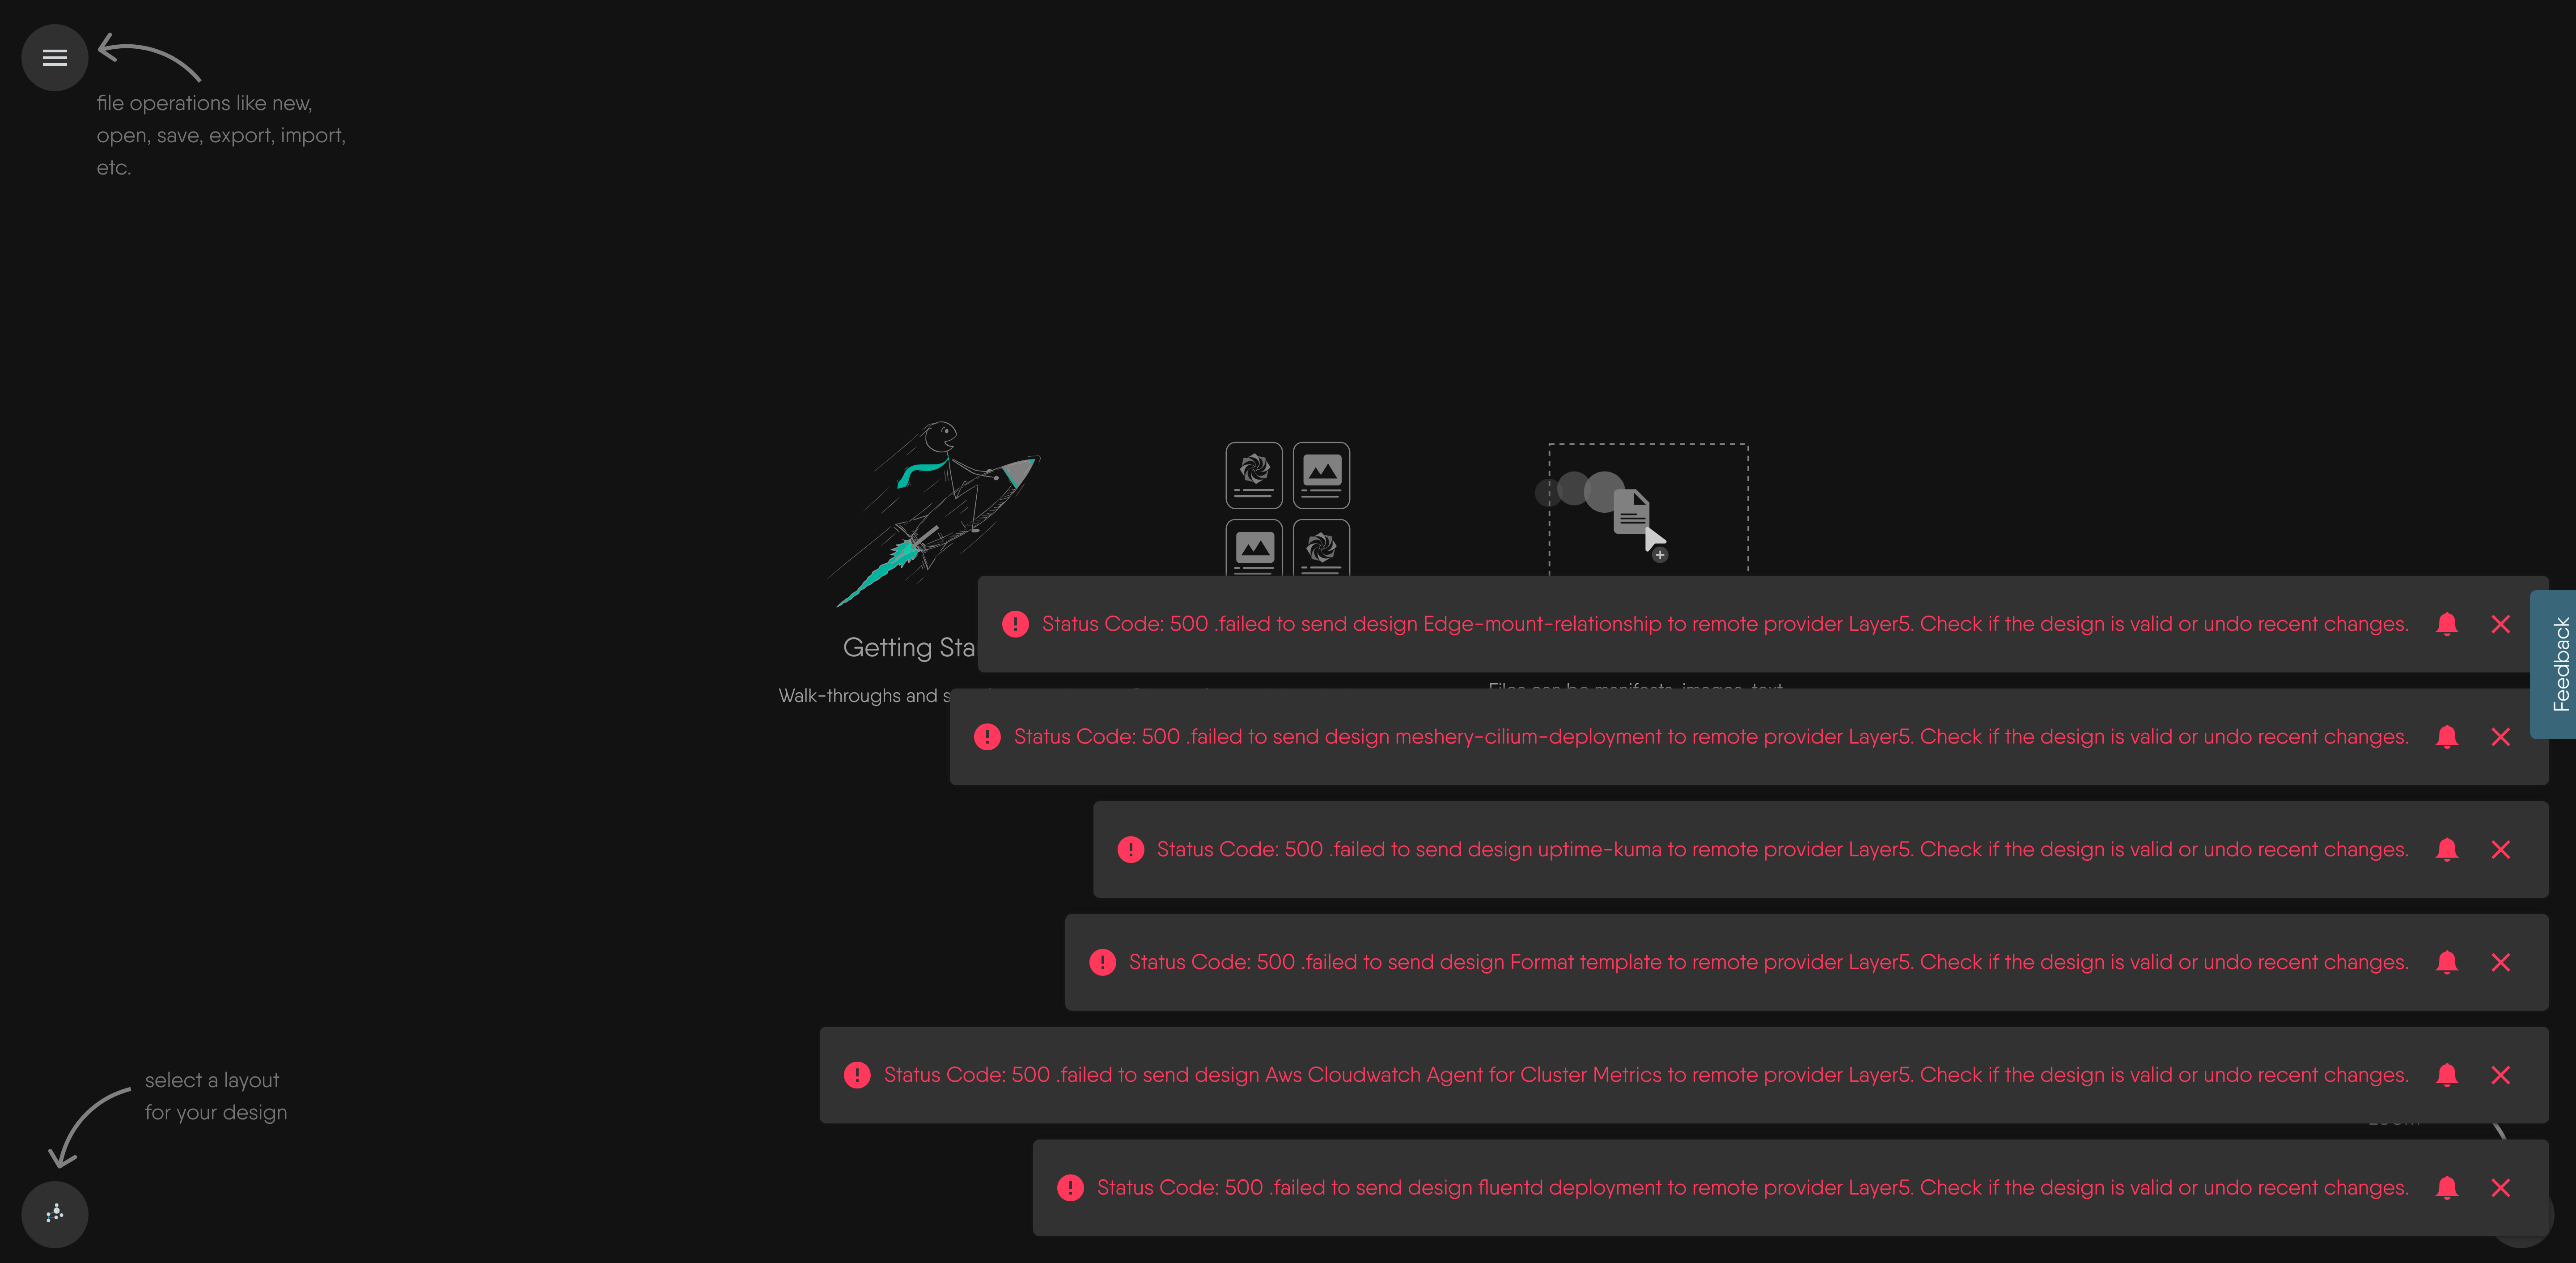 file operations like new,
open, save, export, import,
etc.
Getting
Walk-throughs and
Status Code: 500 .failed to send design Edge-mount-relationship to remote provider Layer5. Check if the design is valid or undo recent changes.
Files can be manifests, images, text
Status Code: 500 .failed to send design meshery-cilium-deployment to remote provider Layer5. Check if the design is valid or undo recent changes.
Feedback
Status Code: 500 .failed to send design uptime-kuma to remote provider Layer5. Check if the design is valid or undo recent changes.
Status Code: 500 .failed to send design Format template to remote provider Layer5. Check if the design is valid or undo recent changes.
select a layout
for your design
Status Code: 500 .failed to send design Aws Cloudwatch Agent for Cluster Metrics to remote provider Layer5. Check if the design is valid or undo recent changes.
Status Code: 500 .failed to send design fluentd deployment to remote provider Layer5. Check if the design is valid or undo recent changes.